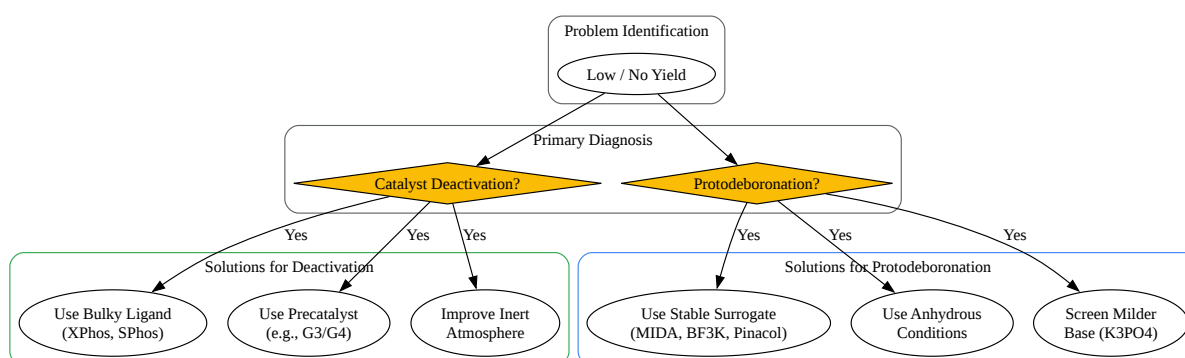 Problem Identification
Low / No Yield
Primary Diagnosis
Catalyst Deactivation?
Protodeboronation?
Yes
Yes
Yes
Yes
Yes
Yes
Solutions for Deactivation
Solutions for Protodeboronation
Use Bulky Ligand
(XPhos, SPhos)
Use Precatalyst
(e.g., G3/G4)
Improve Inert
Atmosphere
Use Stable Surrogate
(MIDA, BF3K, Pinacol)
Use Anhydrous
Conditions
Screen Milder
Base (K3PO4)